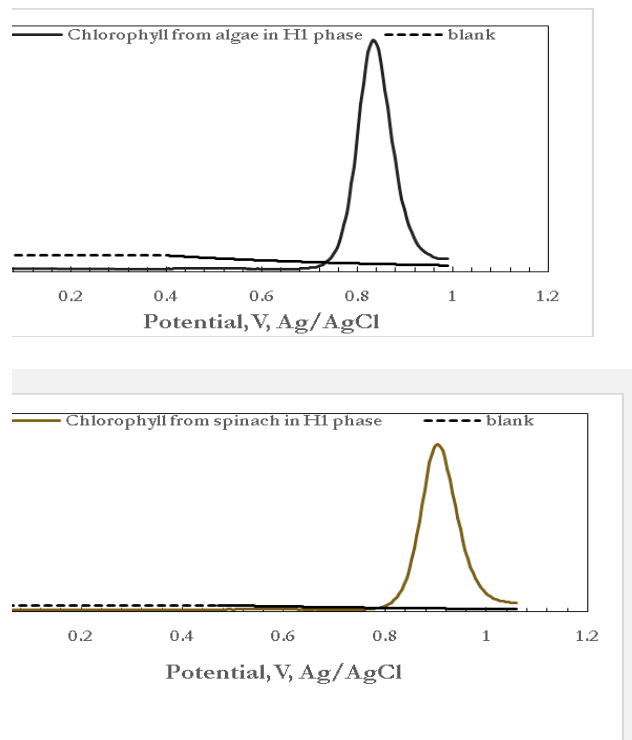 Chlorophyll from algae in H1 phase blank
0.2 0.4 0.6 0.8 1 1.2
Potential, V, Ag/AgCl
Chlorophyll from spinach in H1 phase blank
0.2 0.4 0.6 0.8 1 1.2
Potential, V, Ag/AgCl